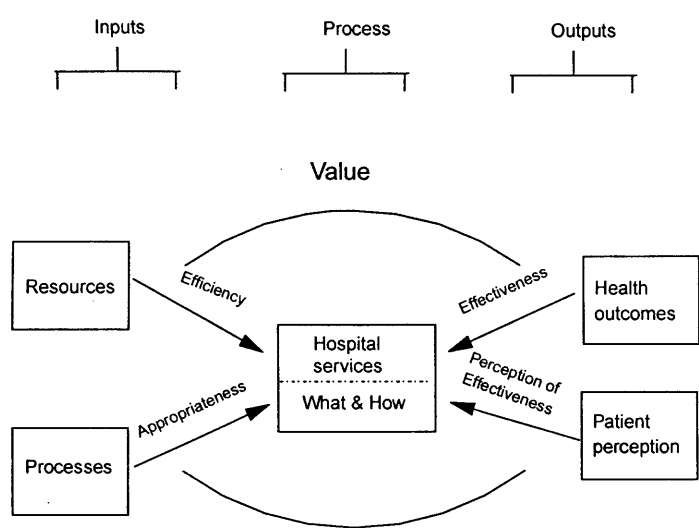 Inputs
Process
Outputs
Value
Resources
Efficiency
Effectiveness
Health
outcomes
Hospital
services
What & How
Appropriateness
Perception of
Effectiveness
Processes
Patient
perception